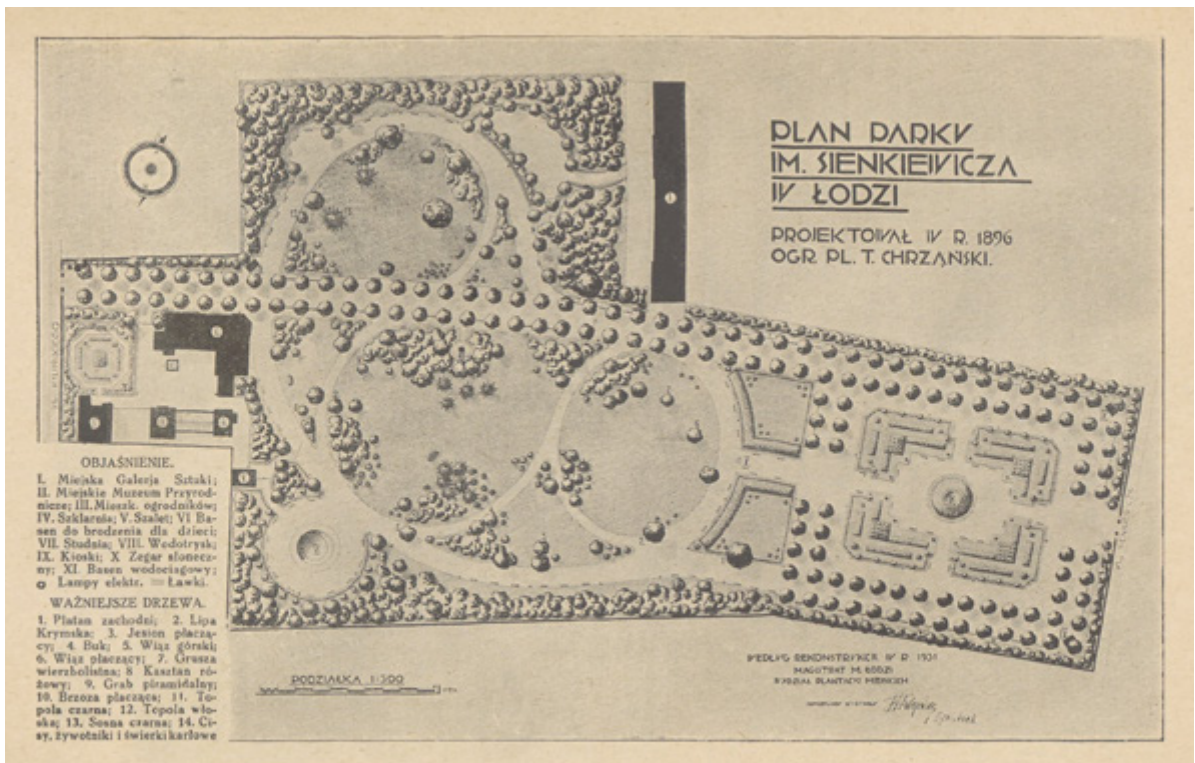 PLAN PARKV
IM. SIENKIEWICZA
W ŁODZI
PROJEKTOWAŁ W R. 1896
OGR. PL. T. CHRZĄŃSKI.
OBJAŚNIENIE.
I. Miejska Galerja Sztuki;
II. Miejskie Muzeum Przyrod-
nicze; III. Mieszk. ogrodników;
IV. Szklarnia; V. Szalet; VI Ba-
sen do brodzenia dla dzieci;
VII. Studnia; VIII. Wodotrysk;
IX. Kioski; X Zegar słonecz-
ny; XI. Basen wodociągowy;
Lampy elektr. = Ławki.
WAŻNIEJSZE DRZEWA.
1. Platan zachodni; 2. Lipa
Krymska; 3. Jesion płaczą-
cy; 4. Buk; 5. Wiąz górski;
6. Wiąz płaczący; 7. Grusza
wierzbolistna; 8 Kasztan ró-
żowy; 9. Grab piramidalny;
10. Brzoza płacząca; 11. To-
pola czarna; 12. Topola wło-
ska; 13. Sosna czarna; 14. Ci-
sy, żywotniki i świerki karłowe
PODZIAŁKA 1:500
WEDŁUG REKONSTRUKCJI W R. 1931
MAGISTRAT M. ŁODZI
WYDZIAŁ PLANTACJI MIEJSKICH